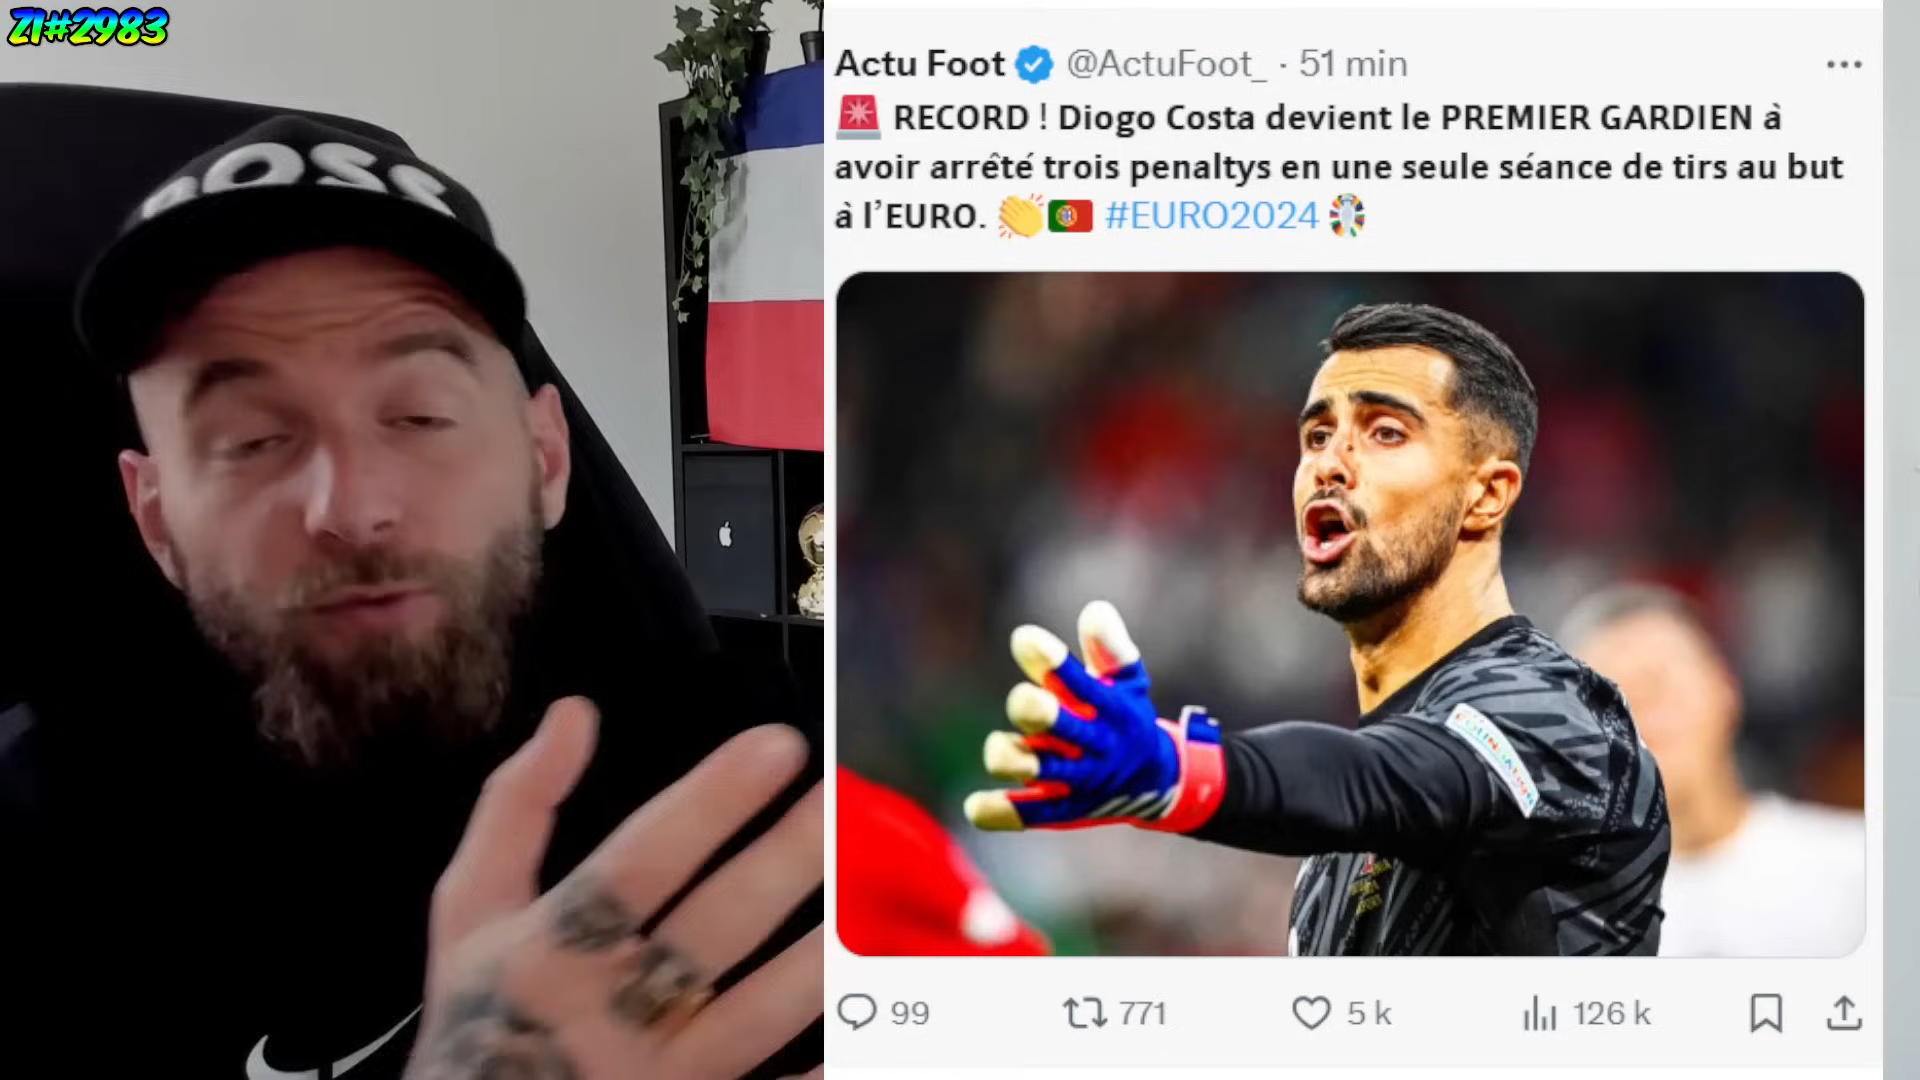 ZI#2983
BOSS
Actu Foot @ActuFoot_ · 51 min
RECORD ! Diogo Costa devient le PREMIER GARDIEN à
avoir arrêté trois penaltys en une seule séance de tirs au but
à l'EURO. #EURO2024
99 771 5 k 126 k